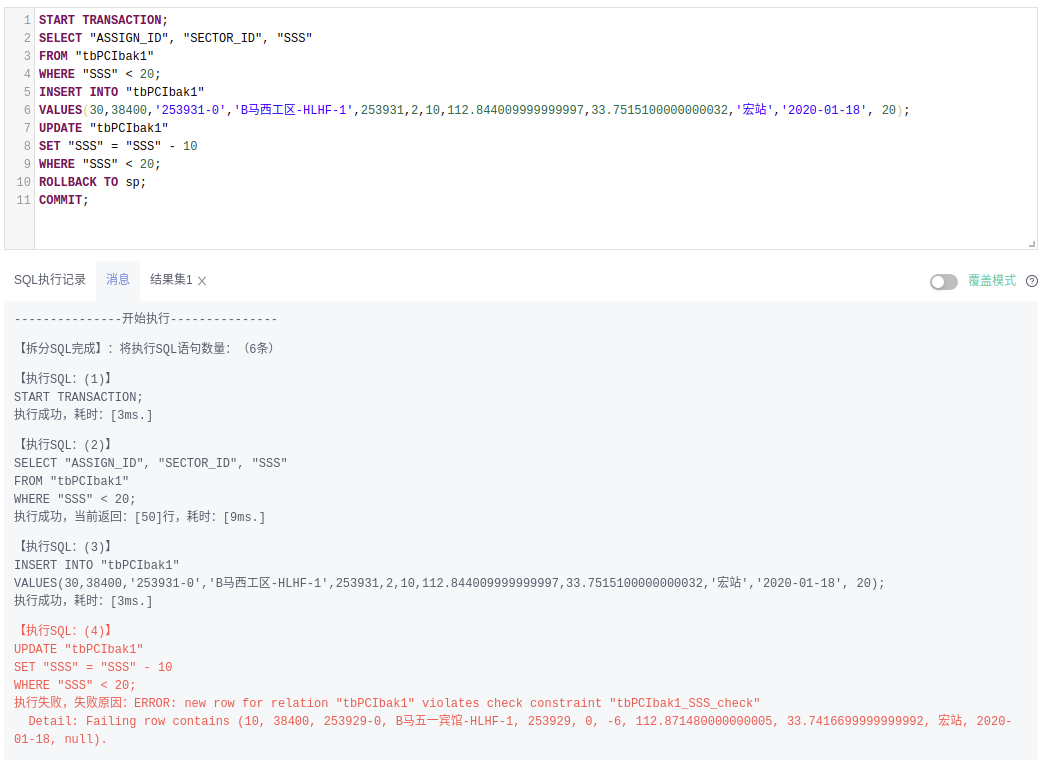 1 START TRANSACTION;
2 SELECT "ASSIGN_ID", "SECTOR_ID", "SSS"
3 FROM "tbPCIbak1"
4 WHERE "SSS" < 20;
5 INSERT INTO "tbPCIbak1"
6 VALUES(30,38400,'253931-0','B马西工区-HLHF-1',253931,2,10,112.844009999999997,33.7515100000000032,'宏站','2020-01-18', 20);
7 UPDATE "tbPCIbak1"
8 SET "SSS" = "SSS" - 10
9 WHERE "SSS" < 20;
10 ROLLBACK TO sp;
11 COMMIT;
SQL执行记录 消息 结果集1 X 覆盖模式 ?
---------------开始执行---------------
【拆分SQL完成】：将执行SQL语句数量：（6条）
【执行SQL：(1)】
START TRANSACTION;
执行成功，耗时：[3ms.]
【执行SQL：(2)】
SELECT "ASSIGN_ID", "SECTOR_ID", "SSS"
FROM "tbPCIbak1"
WHERE "SSS" < 20;
执行成功，当前返回：[50]行，耗时：[9ms.]
【执行SQL：(3)】
INSERT INTO "tbPCIbak1"
VALUES(30,38400,'253931-0','B马西工区-HLHF-1',253931,2,10,112.844009999999997,33.7515100000000032,'宏站','2020-01-18', 20);
执行成功，耗时：[3ms.]
【执行SQL：(4)】
UPDATE "tbPCIbak1"
SET "SSS" = "SSS" - 10
WHERE "SSS" < 20;
执行失败，失败原因：ERROR: new row for relation "tbPCIbak1" violates check constraint "tbPCIbak1_SSS_check"
Detail: Failing row contains (10, 38400, 253929-0, B马五一宾馆-HLHF-1, 253929, 0, -6, 112.871480000000005, 33.7416699999999992, 宏站, 2020-
01-18, null).